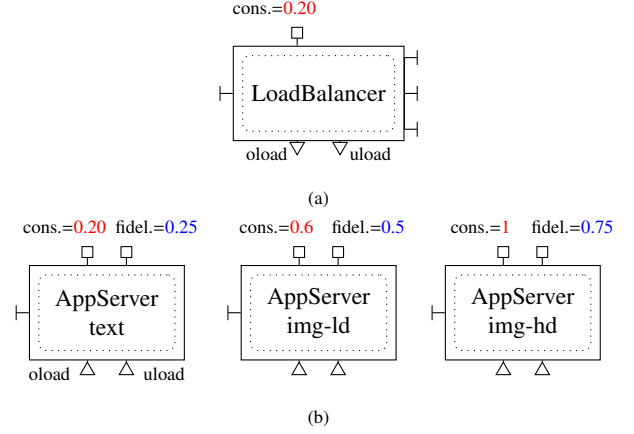 cons.=0.20
LoadBalancer
oload uload
(a)
cons.=0.20 fidel.=0.25 cons.=0.6 fidel.=0.5 cons.=1 fidel.=0.75
AppServer AppServer AppServer
text img-ld img-hd
oload uload
(b)